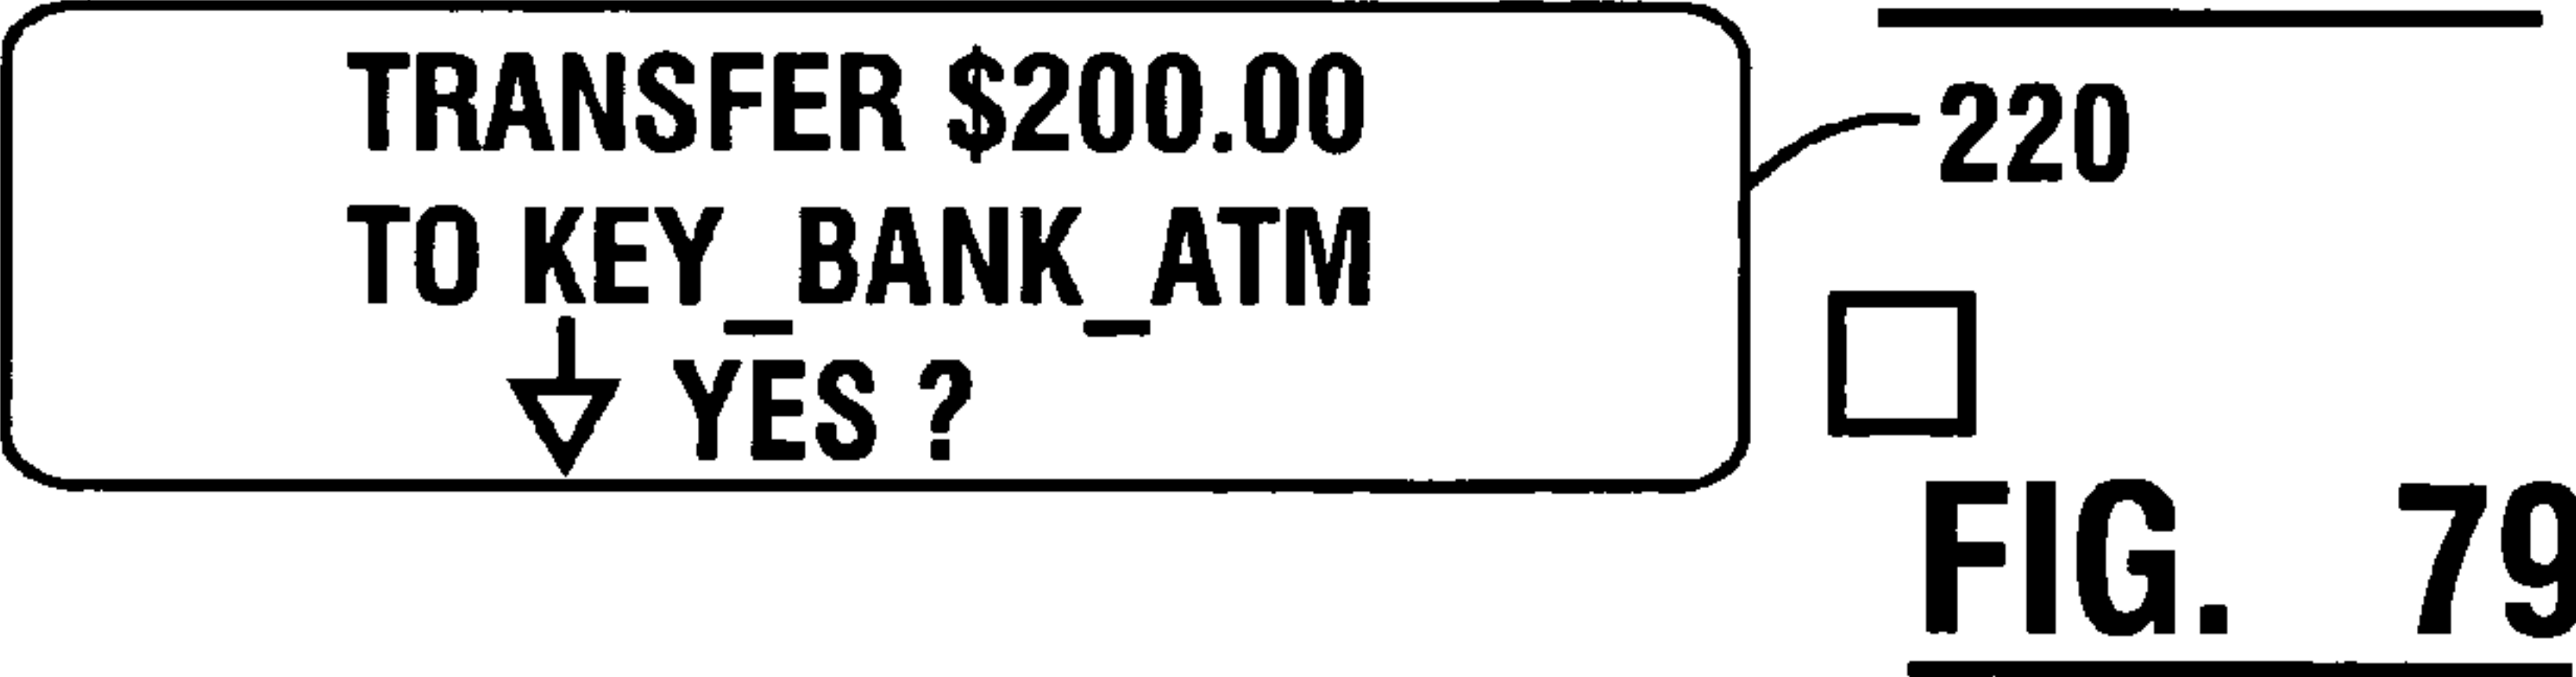 TRANSFER $200.00
TO KEY_BANK_ATM
YES ?
220
FIG. 79